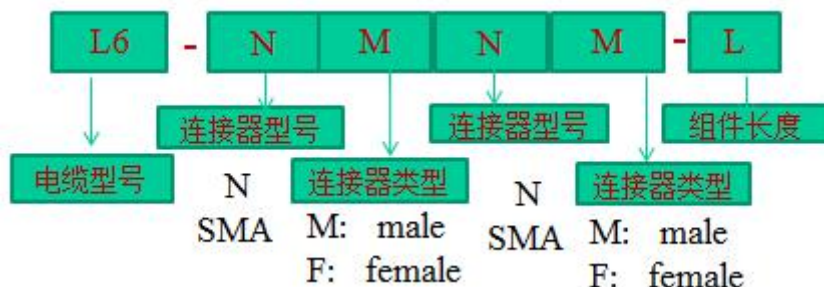 L6 - N M N M - L
连接器型号 连接器型号 组件长度
电缆型号 N 连接器类型 N 连接器类型
SMA M: male SMA M: male
F: female F: female